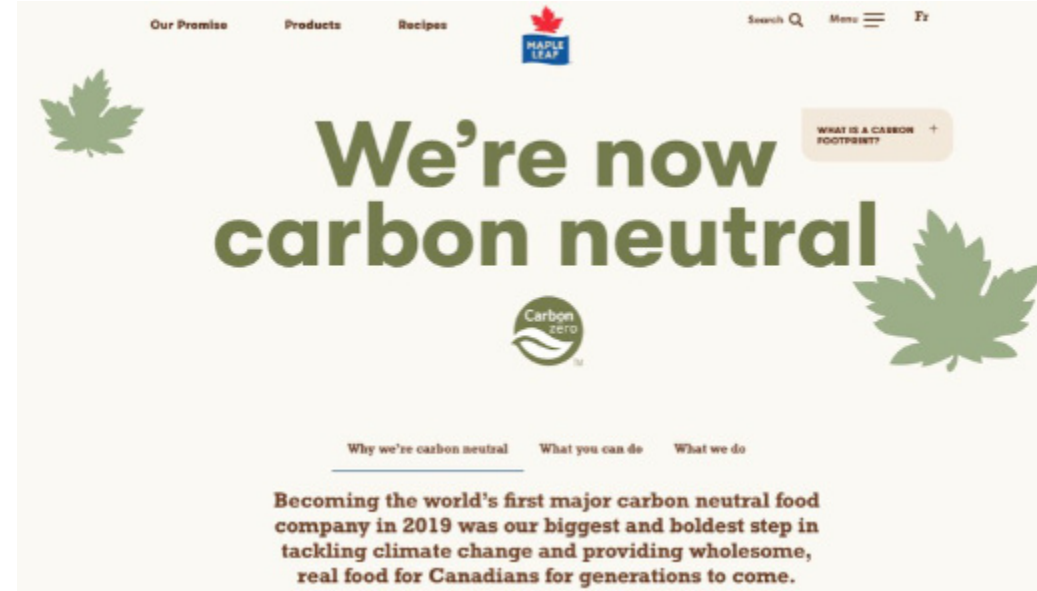 Our Promise
Products
Recipes
MAPLE
LEAF
Search
Menu
Fr
We're now
carbon neutral
WHAT IS A CARBON +
FOOTPRINT?
Carbon
zero
TM
Why we're carbon neutral
What you can do
What we do
Becoming the world's first major carbon neutral food
company in 2019 was our biggest and boldest step in
tackling climate change and providing wholesome,
real food for Canadians for generations to come.